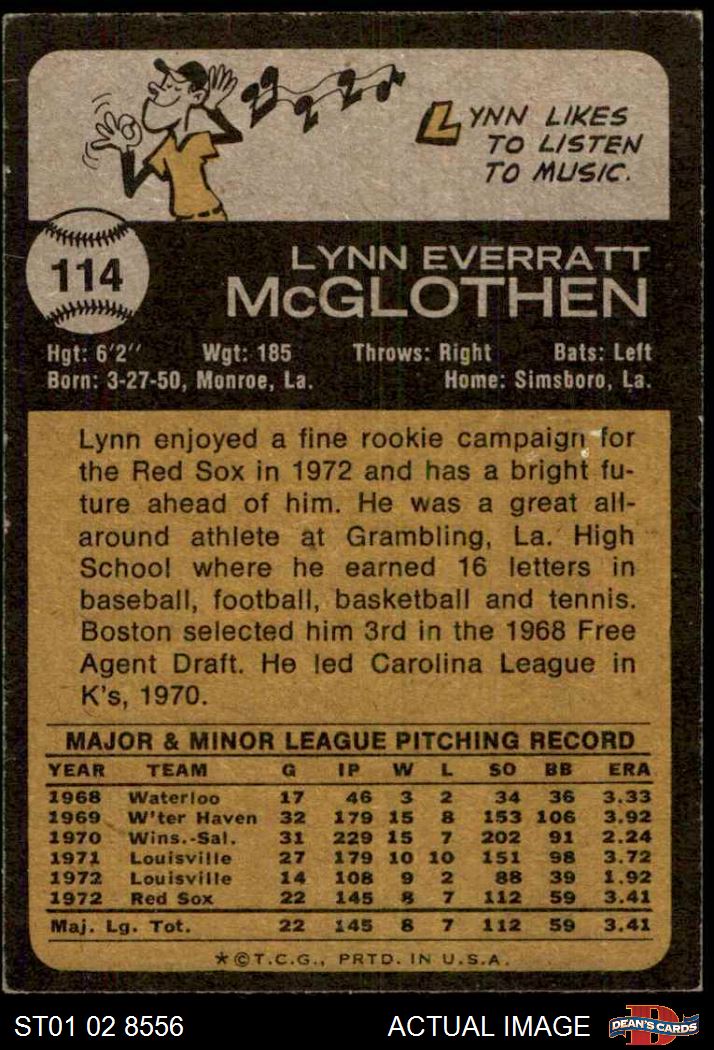 LYNN LIKES
TO LISTEN
TO MUSIC.
114
LYNN EVERRATT
McGLOTHEN
Hgt: 6'2" Wgt: 185 Throws: Right Bats: Left
Born: 3-27-50, Monroe, La. Home: Simsboro, La.
Lynn enjoyed a fine rookie campaign for
the Red Sox in 1972 and has a bright fu-
ture ahead of him. He was a great all-
around athlete at Grambling, La. High
School where he earned 16 letters in
baseball, football, basketball and tennis.
Boston selected him 3rd in the 1968 Free
Agent Draft. He led Carolina League in
K's, 1970.
MAJOR & MINOR LEAGUE PITCHING RECORD
YEAR TEAM G IP W L SO BB ERA
1968 Waterloo 17 46 3 2 34 36 3.33
1969 W'ter Haven 32 179 15 8 153 106 3.92
1970 Wins.-Sal. 31 229 15 7 202 91 2.24
1971 Louisville 27 179 10 10 151 98 3.72
1972 Louisville 14 108 9 2 88 39 1.92
1972 Red Sox 22 145 8 7 112 59 3.41
Maj. Lg. Tot. 22 145 8 7 112 59 3.41
*©T.C.G., PRTD. IN U.S.A.
ST01 02 8556 ACTUAL IMAGE DEAN'S CARDS